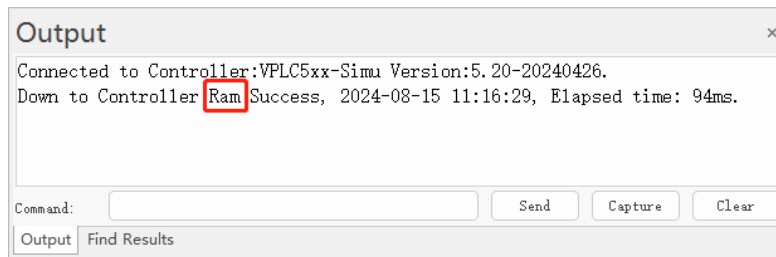 Output
Connected to Controller:VPLC5xx-Simu Version:5.20-20240426.
Down to Controller Ram Success, 2024-08-15 11:16:29, Elapsed time: 94ms.
Command: Send Capture Clear
Output Find Results